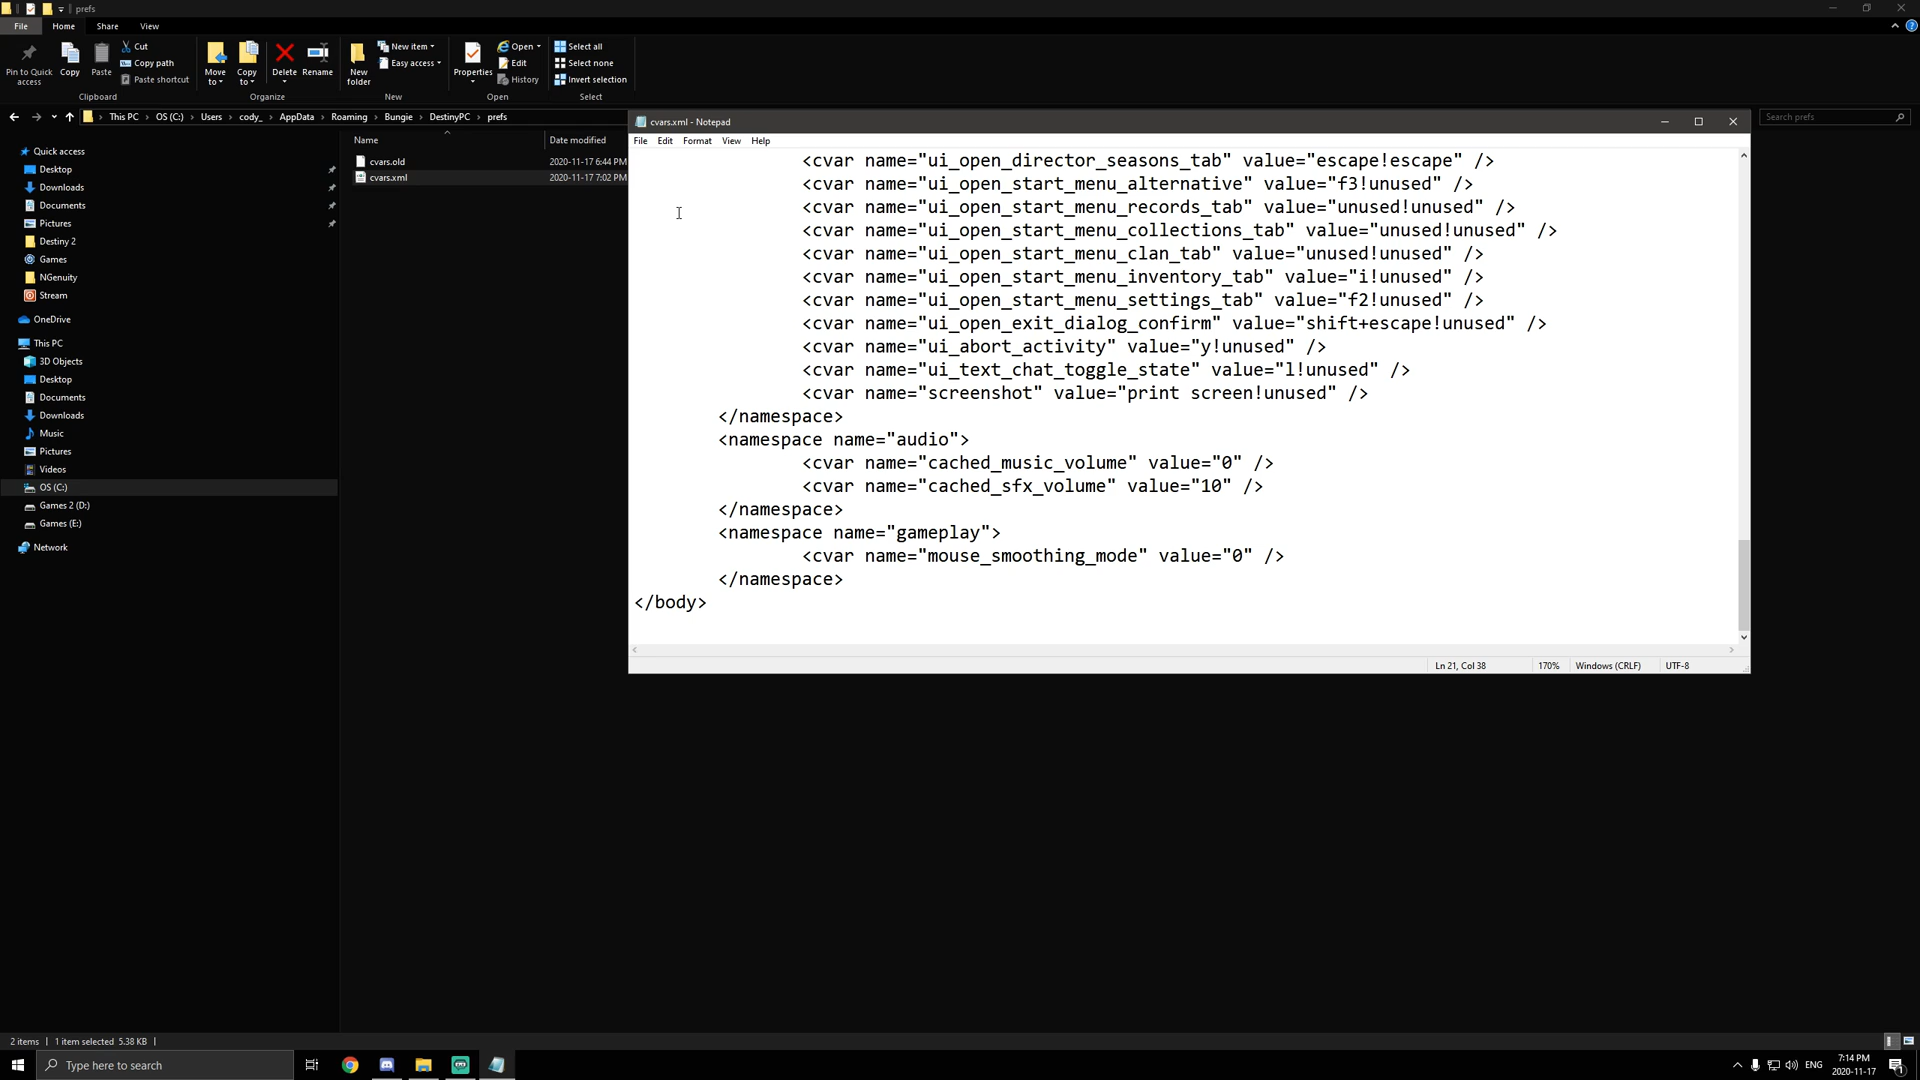 prefs
File Home Share View
Pin to Quick access
Copy
Paste
Cut
Copy path
Paste shortcut
Clipboard
Move to
Copy to
Delete
Rename
Organize
New folder
New item
Easy access
New
Properties
Open
Edit
History
Open
Select all
Select none
Invert selection
Select
This PC > OS (C:) > Users > cody_ > AppData > Roaming > Bungie > DestinyPC > prefs
Search prefs
Name Date modified
cvars.old 2020-11-17 6:44 PM
cvars.xml 2020-11-17 7:02 PM
Quick access
Desktop
Downloads
Documents
Pictures
Destiny 2
Games
NGenuity
Stream
OneDrive
This PC
3D Objects
Desktop
Documents
Downloads
Music
Pictures
Videos
OS (C:)
Games 2 (D:)
Games (E:)
Network
cvars.xml - Notepad
File Edit Format View Help
<cvar name="ui_open_director_seasons_tab" value="escape!escape" />
<cvar name="ui_open_start_menu_alternative" value="f3!unused" />
<cvar name="ui_open_start_menu_records_tab" value="unused!unused" />
<cvar name="ui_open_start_menu_collections_tab" value="unused!unused" />
<cvar name="ui_open_start_menu_clan_tab" value="unused!unused" />
<cvar name="ui_open_start_menu_inventory_tab" value="i!unused" />
<cvar name="ui_open_start_menu_settings_tab" value="f2!unused" />
<cvar name="ui_open_exit_dialog_confirm" value="shift+escape!unused" />
<cvar name="ui_abort_activity" value="y!unused" />
<cvar name="ui_text_chat_toggle_state" value="l!unused" />
<cvar name="screenshot" value="print screen!unused" />
</namespace>
<namespace name="audio">
<cvar name="cached_music_volume" value="0" />
<cvar name="cached_sfx_volume" value="10" />
</namespace>
<namespace name="gameplay">
<cvar name="mouse_smoothing_mode" value="0" />
</namespace>
</body>
Ln 21, Col 38 170% Windows (CRLF) UTF-8
2 items 1 item selected 5.38 KB
Type here to search
ENG
7:14 PM
2020-11-17